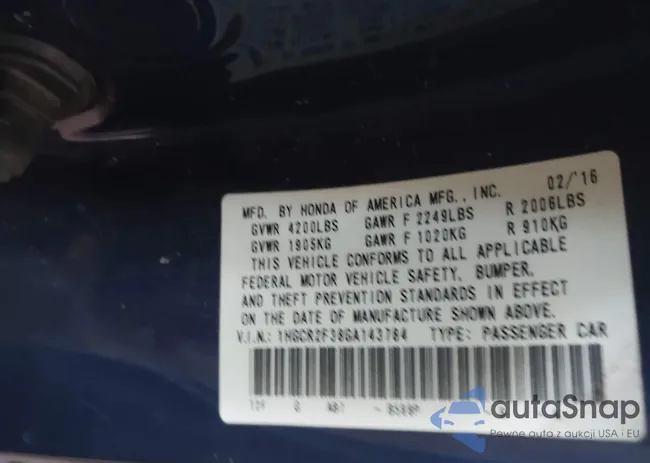 MFD. BY HONDA OF AMERICA MFG., INC. 02/'16
GVWR 4200LBS GAWR F 2249LBS R 2006LBS
GVWR 1905KG GAWR F 1020KG R 910KG
THIS VEHICLE CONFORMS TO ALL APPLICABLE
FEDERAL MOTOR VEHICLE SAFETY, BUMPER,
AND THEFT PREVENTION STANDARDS IN EFFECT
ON THE DATE OF MANUFACTURE SHOWN ABOVE.
V.I.N.: 1HGCR2F38GA143764 TYPE: PASSENGER CAR
autaSnap
Pewne auta z aukcji USA i EU